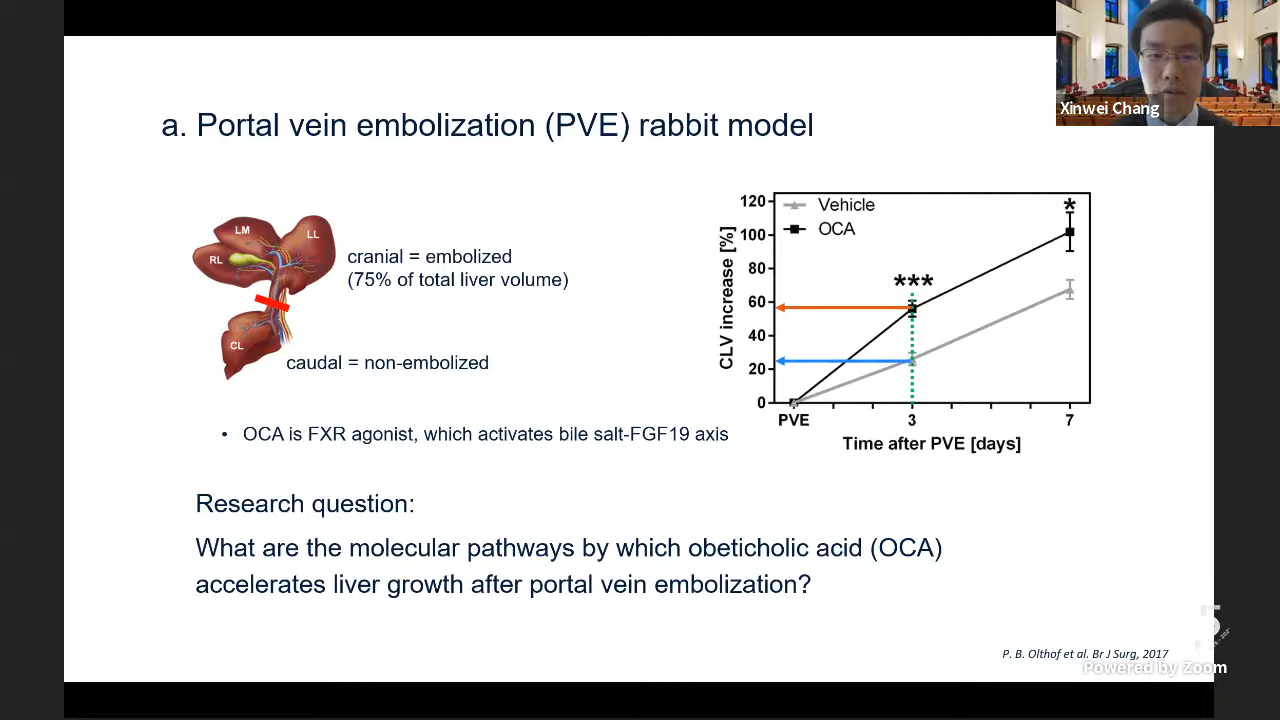 Xinwei Chang
a. Portal vein embolization (PVE) rabbit model
LM
LL
RL
cranial = embolized
(75% of total liver volume)
CL
caudal = non-embolized
CLV increase [%]
120
100
80
60
40
20
0
Vehicle
OCA
***
*
PVE
3
7
Time after PVE [days]
• OCA is FXR agonist, which activates bile salt-FGF19 axis
Research question:
What are the molecular pathways by which obeticholic acid (OCA)
accelerates liver growth after portal vein embolization?
P. B. Olthof et al. Br J Surg, 2017
Powered by Zoom